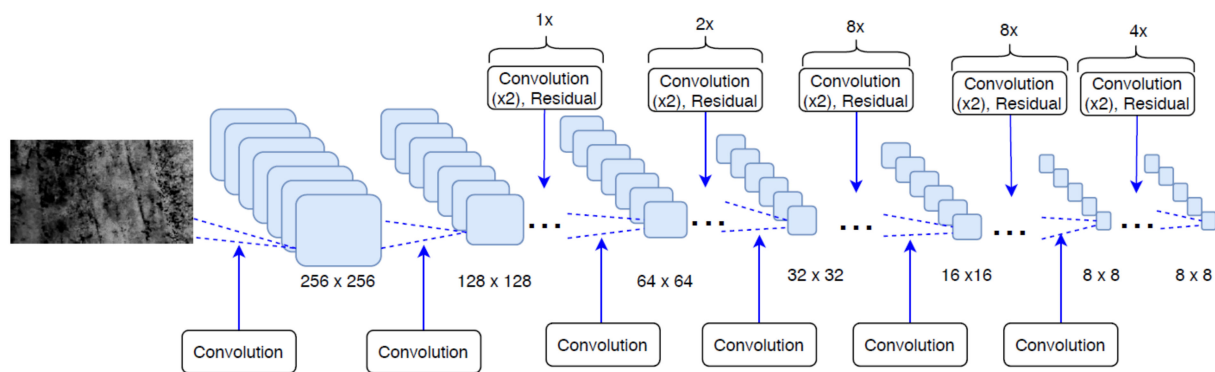 1x
2x
8x
8x
4x
Convolution
(x2), Residual
Convolution
(x2), Residual
Convolution
(x2), Residual
Convolution
(x2), Residual
Convolution
(x2), Residual
...
...
...
...
...
256 x 256
128 x 128
64 x 64
32 x 32
16 x16
8 x 8
8 x 8
Convolution
Convolution
Convolution
Convolution
Convolution
Convolution